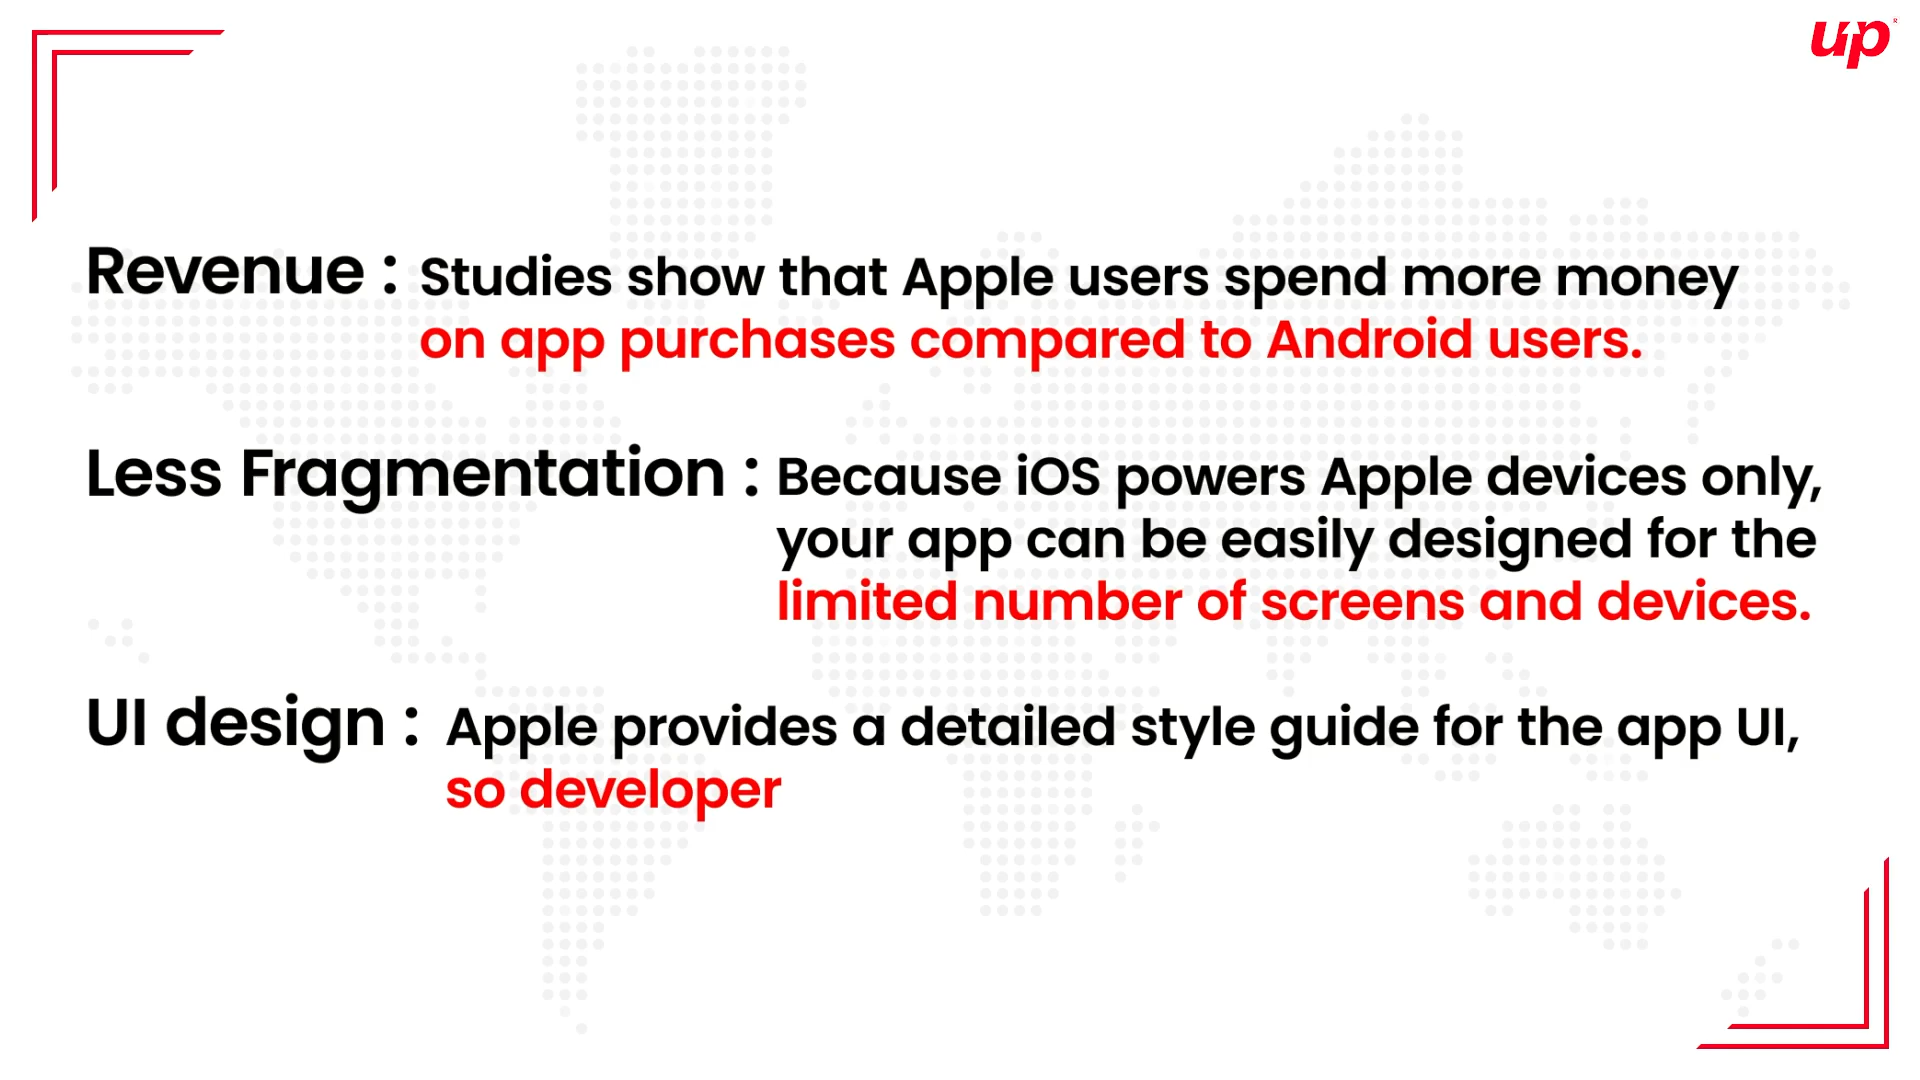 up
Revenue : Studies show that Apple users spend more money
on app purchases compared to Android users.
Less Fragmentation : Because iOS powers Apple devices only,
your app can be easily designed for the
limited number of screens and devices.
UI design : Apple provides a detailed style guide for the app UI,
so developer